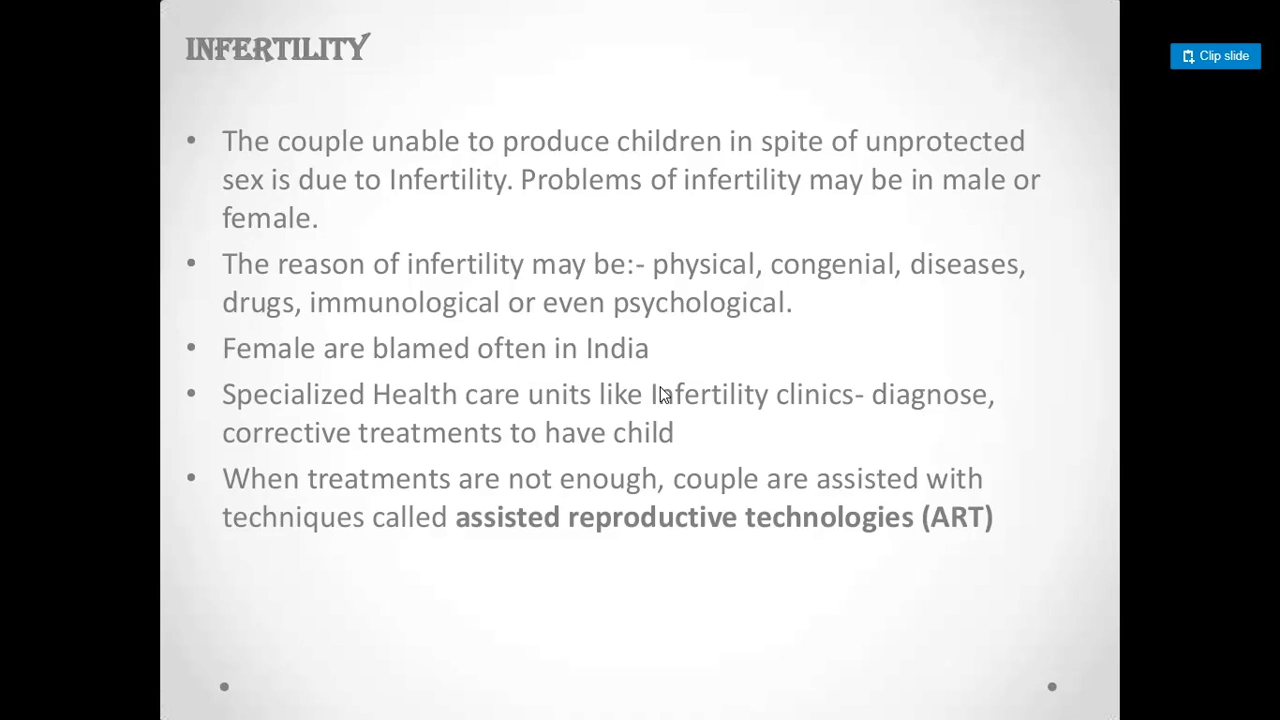 INFERTILITY
Clip slide
• The couple unable to produce children in spite of unprotected
sex is due to Infertility. Problems of infertility may be in male or
female.
• The reason of infertility may be:- physical, congenial, diseases,
drugs, immunological or even psychological.
• Female are blamed often in India
• Specialized Health care units like Infertility clinics- diagnose,
corrective treatments to have child
• When treatments are not enough, couple are assisted with
techniques called assisted reproductive technologies (ART)